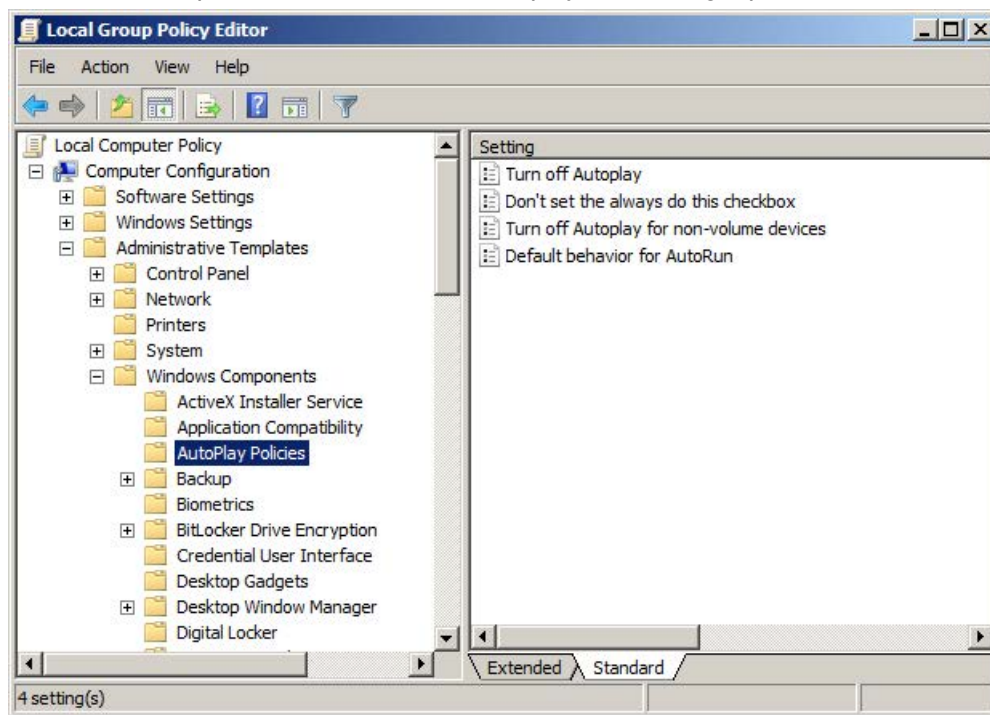 Local Group Policy Editor
File Action View Help
Local Computer Policy
Computer Configuration
Software Settings
Windows Settings
Administrative Templates
Control Panel
Network
Printers
System
Windows Components
ActiveX Installer Service
Application Compatibility
AutoPlay Policies
Backup
Biometrics
BitLocker Drive Encryption
Credential User Interface
Desktop Gadgets
Desktop Window Manager
Digital Locker
Setting
Turn off Autoplay
Don't set the always do this checkbox
Turn off Autoplay for non-volume devices
Default behavior for AutoRun
Extended Standard
4 setting(s)